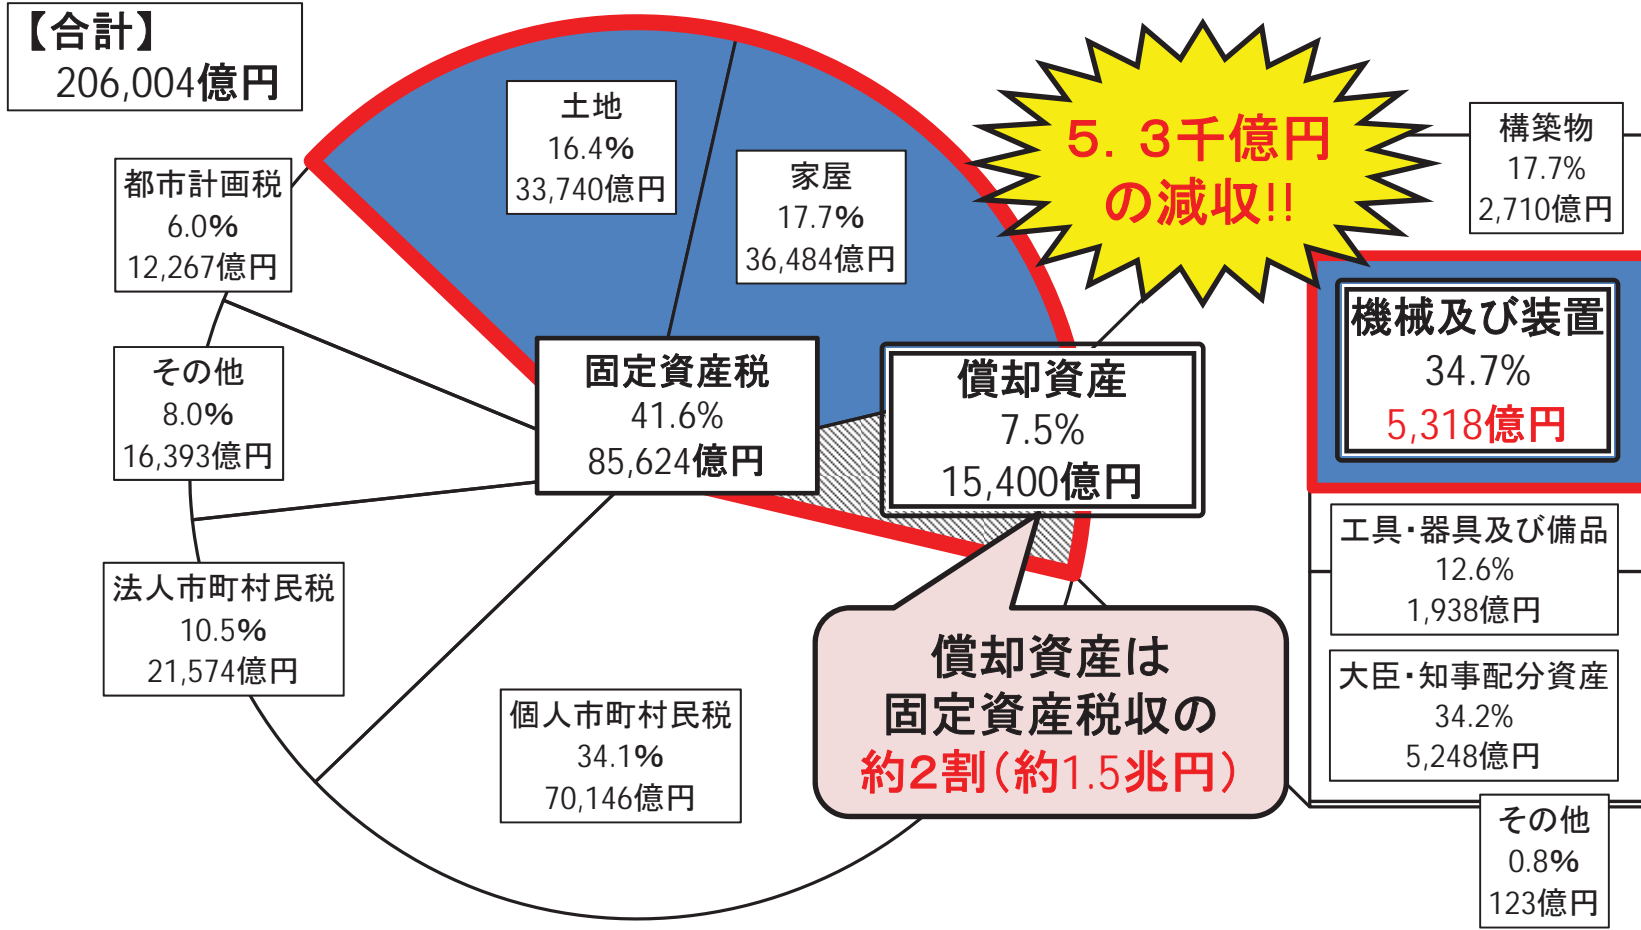 【合計】
206,004億円
土地
16.4%
33,740億円
家屋
17.7%
36,484億円
5．3千億円
の減収!!
構築物
17.7%
2,710億円
都市計画税
6.0%
12,267億円
機械及び装置
34.7%
5,318億円
その他
8.0%
16,393億円
固定資産税
41.6%
85,624億円
償却資産
7.5%
15,400億円
工具・器具及び備品
12.6%
1,938億円
法人市町村民税
10.5%
21,574億円
償却資産は
固定資産税収の
約2割（約1.5兆円）
大臣・知事配分資産
34.2%
5,248億円
個人市町村民税
34.1%
70,146億円
その他
0.8%
123億円